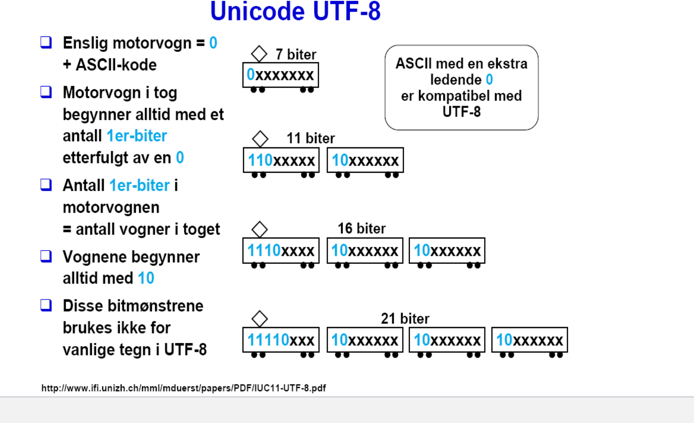 Unicode UTF-8
Enslig motorvogn = 0
+ ASCII-kode
Motorvogn i tog
begynner alltid med et
antall 1er-biter
etterfulgt av en 0
Antall 1er-biter i
motorvognen
= antall vogner i toget
Vognene begynner
alltid med 10
Disse bitmønstrene
brukes ikke for
vanlige tegn i UTF-8
7 biter
0xxxxxxx
ASCII med en ekstra
ledende 0
er kompatibel med
UTF-8
11 biter
110xxxxx 10xxxxxx
16 biter
1110xxxx 10xxxxxx 10xxxxxx
21 biter
11110xxx 10xxxxxx 10xxxxxx 10xxxxxx
http://www.ifi.unizh.ch/mml/mduerst/papers/PDF/IUC11-UTF-8.pdf